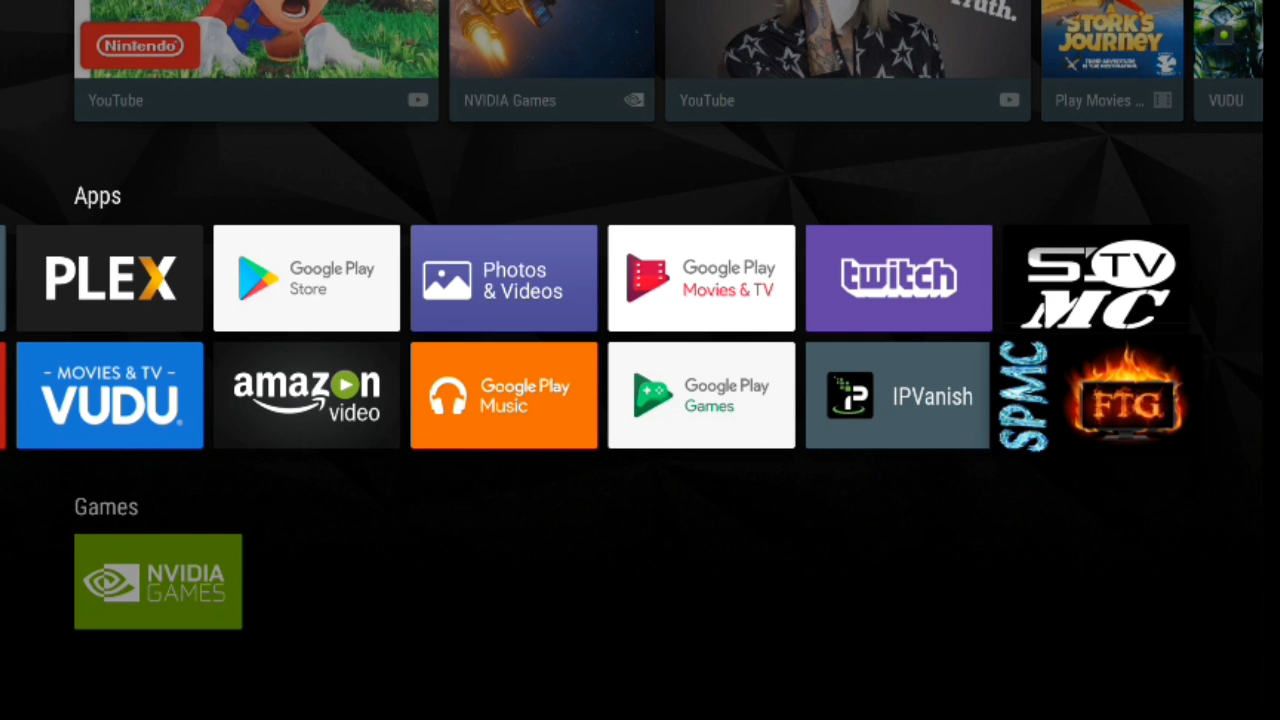 Nintendo
Truth.
A
STORK'S
JOURNEY
YouTube
NVIDIA Games
YouTube
Play Movies ...
VUDU
Apps
PLEX
Google Play
Store
Photos
& Videos
Google Play
Movies & TV
twitch
STV
MC
- MOVIES & TV -
VUDU
amazon
video
Google Play
Music
Google Play
Games
IPVanish
SPMC
FTG
Games
NVIDIA
GAMES